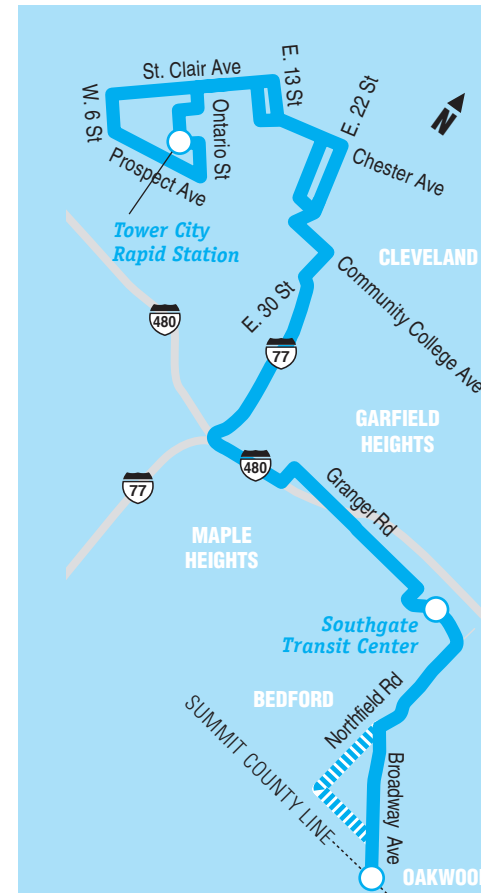 St. Clair Ave
E. 13 St
E. 22 St
W. 6 St
Ontario St
N
Prospect Ave
Chester Ave
Tower City
Rapid Station
CLEVELAND
Community College Ave
E. 30 St
480
77
GARFIELD
HEIGHTS
480
77
Granger Rd
MAPLE
HEIGHTS
Southgate
Transit Center
BEDFORD
Northfield Rd
SUMMIT COUNTY LINE
Broadway Ave
OAKWOOD